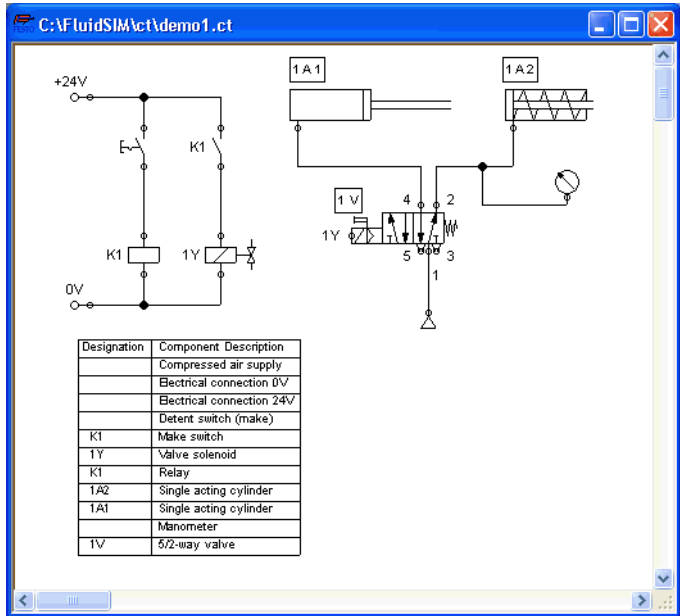 C:\FluidSIM\ct\demo1.ct
FESTO
1A1
1A2
+24V
K1
1V
4
2
1Y
5
3
K1
1Y
1
0V
Designation Component Description
Compressed air supply
Electrical connection 0V
Electrical connection 24V
Detent switch (make)
K1 Make switch
1Y Valve solenoid
K1 Relay
1A2 Single acting cylinder
1A1 Single acting cylinder
Manometer
1V 5/2-way valve